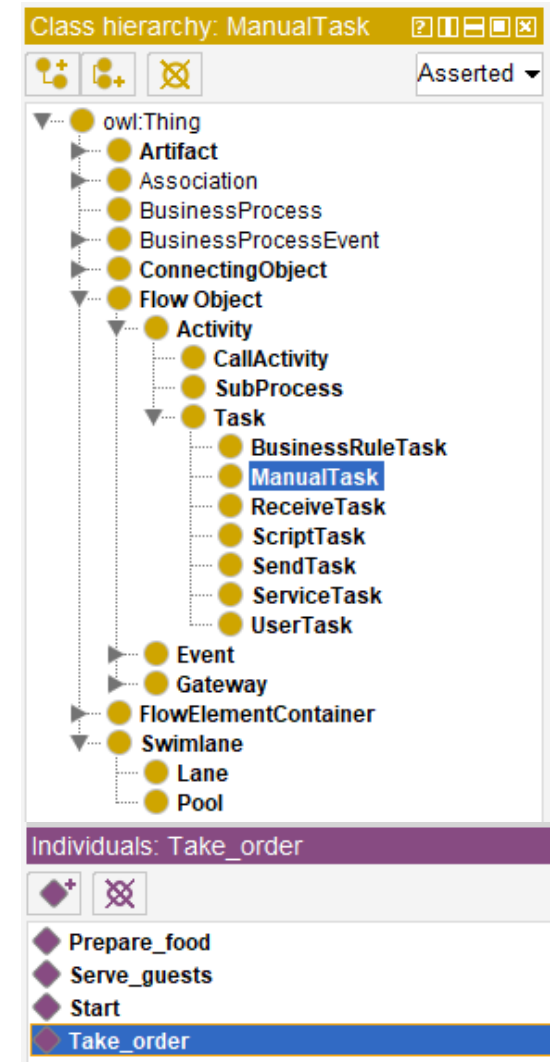 Class hierarchy: ManualTask
Asserted
owl:Thing
Artifact
Association
BusinessProcess
BusinessProcessEvent
ConnectingObject
Flow Object
Activity
CallActivity
SubProcess
Task
BusinessRuleTask
ManualTask
ReceiveTask
ScriptTask
SendTask
ServiceTask
UserTask
Event
Gateway
FlowElementContainer
Swimlane
Lane
Pool
Individuals: Take_order
Prepare_food
Serve_guests
Start
Take_order